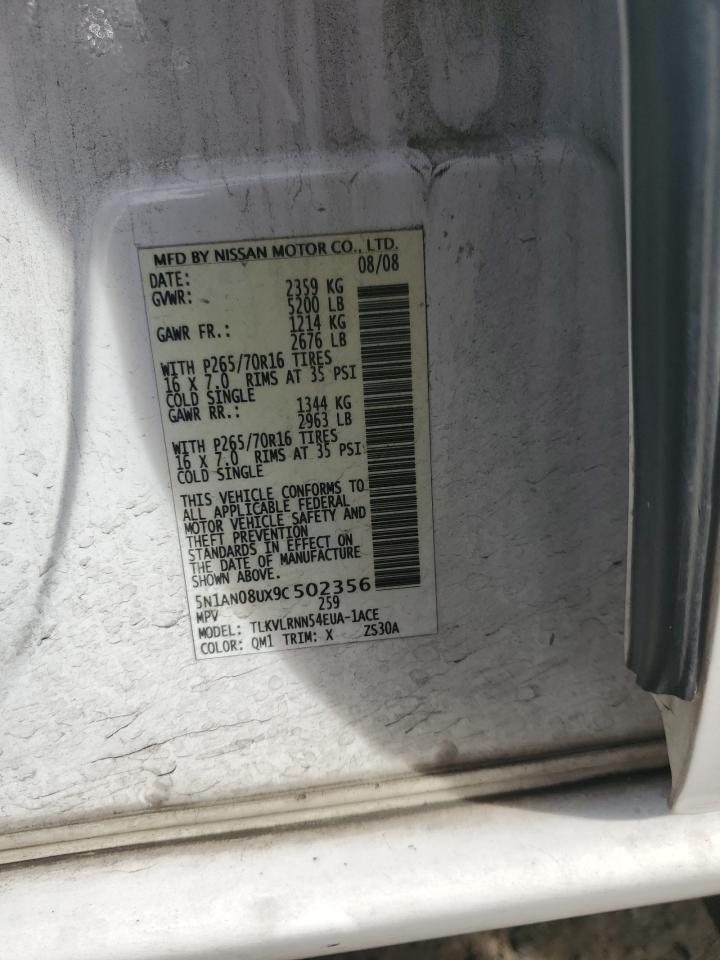 MFD BY NISSAN MOTOR CO., LTD.
DATE: 08/08
GVWR: 2359 KG
5200 LB
GAWR FR.: 1214 KG
2676 LB
WITH P265/70R16 TIRES
16 X 7.0 RIMS AT 35 PSI
COLD SINGLE
GAWR RR.: 1344 KG
2963 LB
WITH P265/70R16 TIRES
16 X 7.0 RIMS AT 35 PSI
COLD SINGLE
THIS VEHICLE CONFORMS TO
ALL APPLICABLE FEDERAL
MOTOR VEHICLE SAFETY AND
THEFT PREVENTION
STANDARDS IN EFFECT ON
THE DATE OF MANUFACTURE
SHOWN ABOVE.
5N1AN08UX9C502356
MPV 259
MODEL: TLKVLRNN54EUA-1ACE
COLOR: QM1 TRIM: X ZS30A